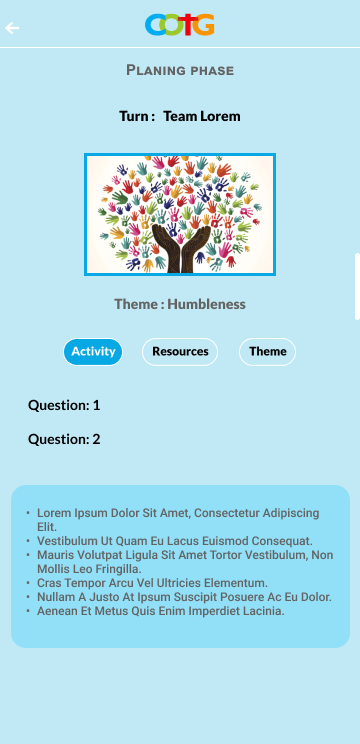 COTG
Planing phase
Turn : Team Lorem
Theme : Humbleness
Activity Resources Theme
Question: 1
Question: 2
• Lorem Ipsum Dolor Sit Amet, Consectetur Adipiscing
Elit.
• Vestibulum Ut Quam Eu Lacus Euismod Consequat.
• Mauris Volutpat Ligula Sit Amet Tortor Vestibulum, Non
Mollis Leo Fringilla.
• Cras Tempor Arcu Vel Ultricies Elementum.
• Nullam A Justo At Ipsum Suscipit Posuere Ac Eu Dolor.
• Aenean Et Metus Quis Enim Imperdiet Lacinia.